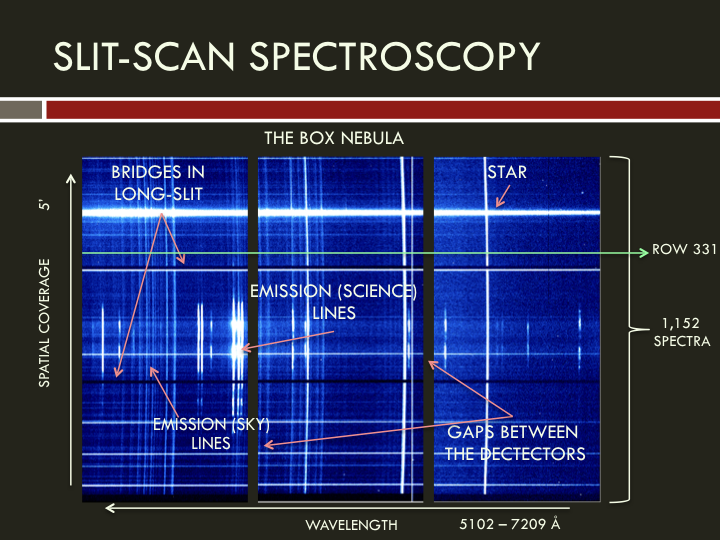 SLIT-SCAN SPECTROSCOPY
THE BOX NEBULA
BRIDGES IN
LONG-SLIT
STAR
5'
ROW 331
SPATIAL COVERAGE
EMISSION (SCIENCE)
LINES
1,152
SPECTRA
EMISSION (SKY)
LINES
GAPS BETWEEN
THE DECTECTORS
WAVELENGTH
5102 – 7209 Å